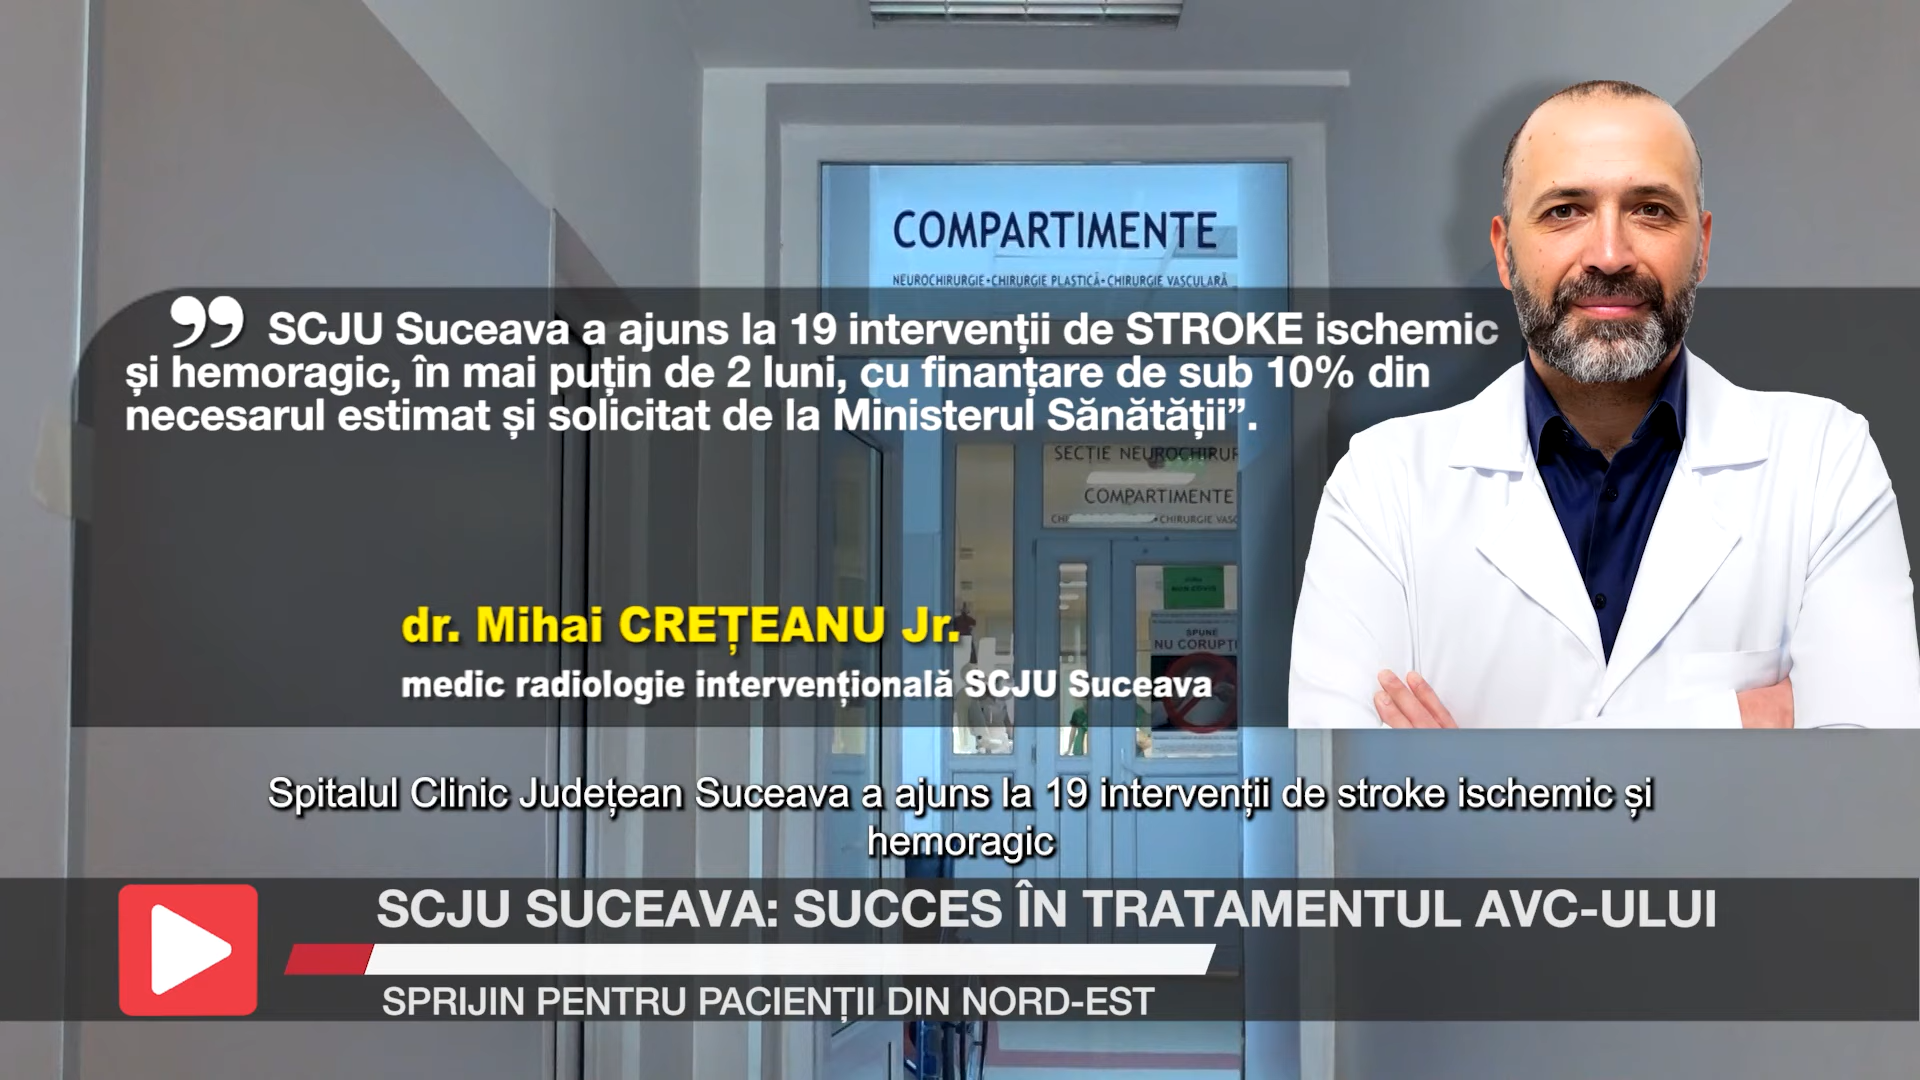 COMPARTIMENTE
NEUROCHIRURGIE•CHIRURGIE PLASTICĂ•CHIRURGIE VASCULARĂ
SCJU Suceava a ajuns la 19 intervenții de STROKE ischemic
și hemoragic, în mai puțin de 2 luni, cu finanțare de sub 10% din
necesarul estimat și solicitat de la Ministerul Sănătății”.
SECTIE NEUROCHIRUR
COMPARTIMENTE
CHIRURGIE VASC
SPUNE
NU CORUPȚI
dr. Mihai CREȚEANU Jr.
medic radiologie intervențională SCJU Suceava
Spitalul Clinic Județean Suceava a ajuns la 19 intervenții de stroke ischemic și
hemoragic
SCJU SUCEAVA: SUCCES ÎN TRATAMENTUL AVC-ULUI
SPRIJIN PENTRU PACIENȚII DIN NORD-EST